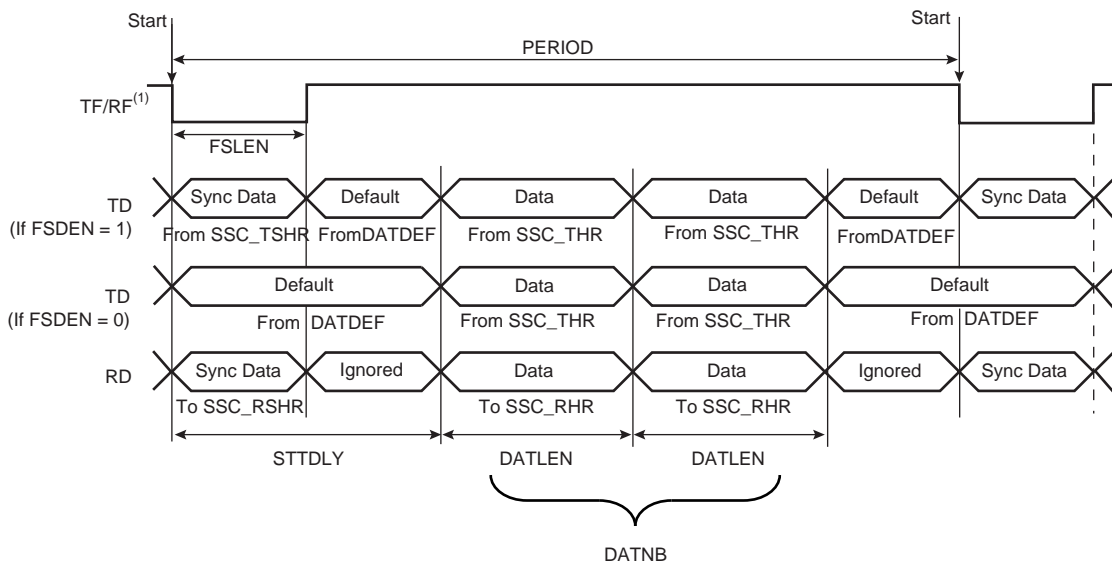 Start
Start
PERIOD
TF/RF(1)
FSLEN
TD
(If FSDEN = 1)
Sync Data
Default
Data
Data
Default
Sync Data
From SSC_TSHR
FromDATDEF
From SSC_THR
From SSC_THR
FromDATDEF
TD
(If FSDEN = 0)
Default
Data
Data
Default
From DATDEF
From SSC_THR
From SSC_THR
From DATDEF
RD
Sync Data
Ignored
Data
Data
Ignored
Sync Data
To SSC_RSHR
To SSC_RHR
To SSC_RHR
STTDLY
DATLEN
DATLEN
DATNB